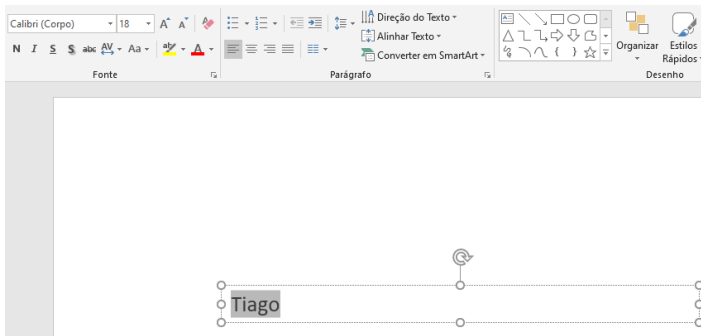 Calibri (Corpo) 18 A A Direção do Texto
Alinhar Texto
N I S S abc AV Aa ab A Converter em SmartArt
Organizar Estilos
Rápidos
Fonte Parágrafo Desenho
Tiago